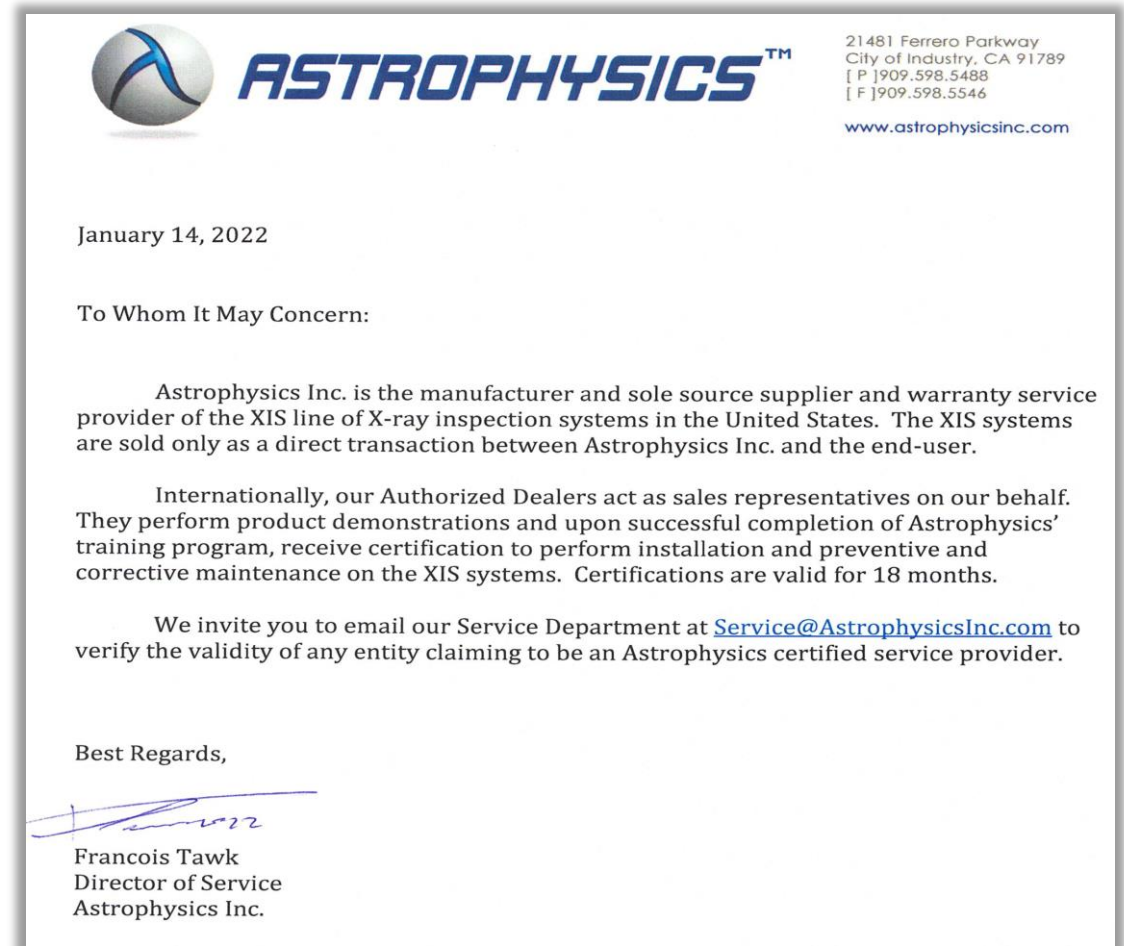 ASTROPHYSICS™
21481 Ferrero Parkway
City of Industry, CA 91789
[ P ]909.598.5488
[ F ]909.598.5546
www.astrophysicsinc.com
January 14, 2022
To Whom It May Concern:
Astrophysics Inc. is the manufacturer and sole source supplier and warranty service
provider of the XIS line of X-ray inspection systems in the United States.  The XIS systems
are sold only as a direct transaction between Astrophysics Inc. and the end-user.
Internationally, our Authorized Dealers act as sales representatives on our behalf.
They perform product demonstrations and upon successful completion of Astrophysics’
training program, receive certification to perform installation and preventive and
corrective maintenance on the XIS systems.  Certifications are valid for 18 months.
We invite you to email our Service Department at Service@AstrophysicsInc.com to
verify the validity of any entity claiming to be an Astrophysics certified service provider.
Best Regards,
Francois Tawk
Director of Service
Astrophysics Inc.